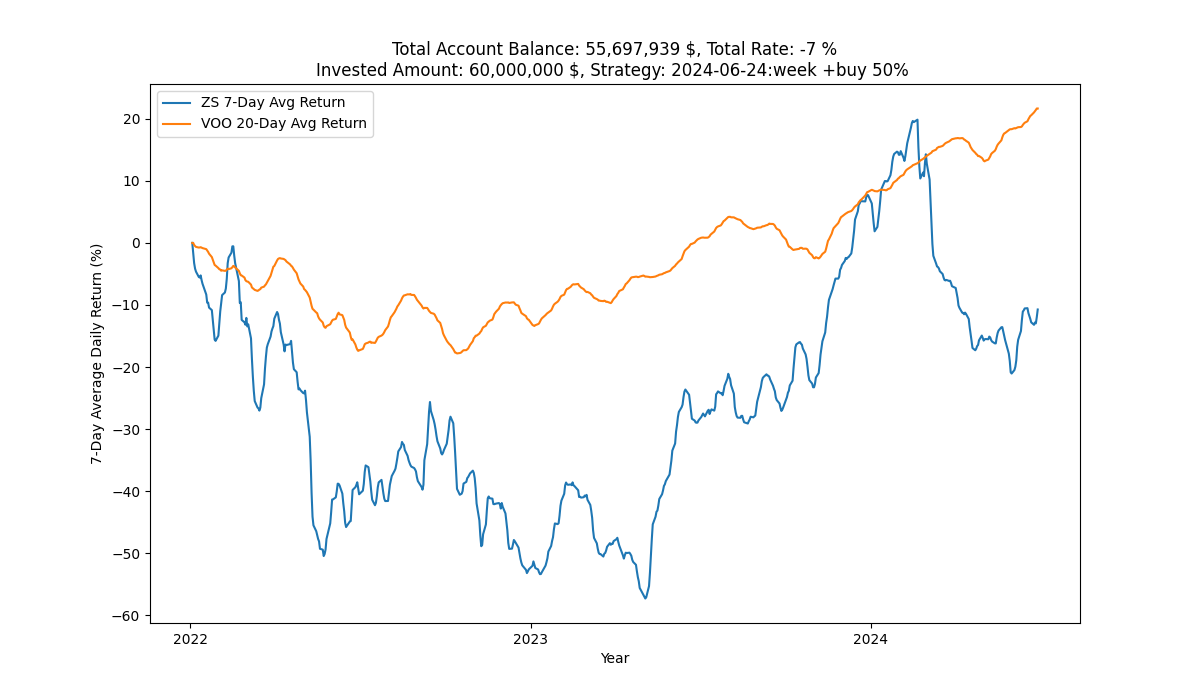 Total Account Balance: 55,697,939 $, Total Rate: -7 %
Invested Amount: 60,000,000 $, Strategy: 2024-06-24:week +buy 50%
ZS 7-Day Avg Return
VOO 20-Day Avg Return
7-Day Average Daily Return (%)
20
10
0
−10
−20
−30
−40
−50
−60
2022
2023
2024
Year